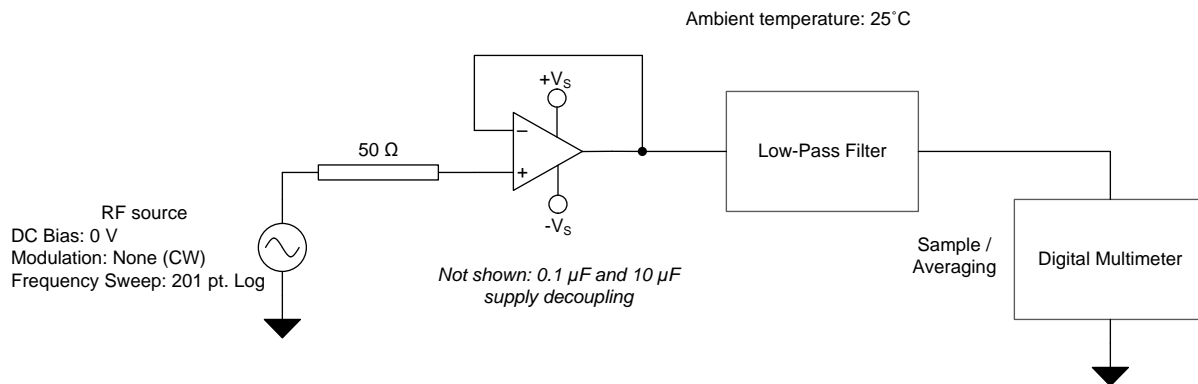 Ambient temperature: 25˚C
+VS
50 Ω
−
+
-VS
Low-Pass Filter
RF source
DC Bias: 0 V
Modulation: None (CW)
Frequency Sweep: 201 pt. Log
Not shown: 0.1 µF and 10 µF
supply decoupling
Sample /
Averaging
Digital Multimeter